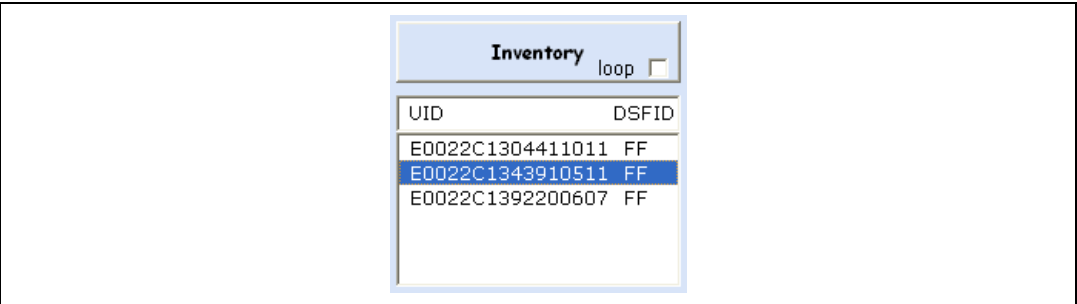 Inventory
loop
UID DSFID
E0022C1304411011 FF
E0022C1343910511 FF
E0022C1392200607 FF